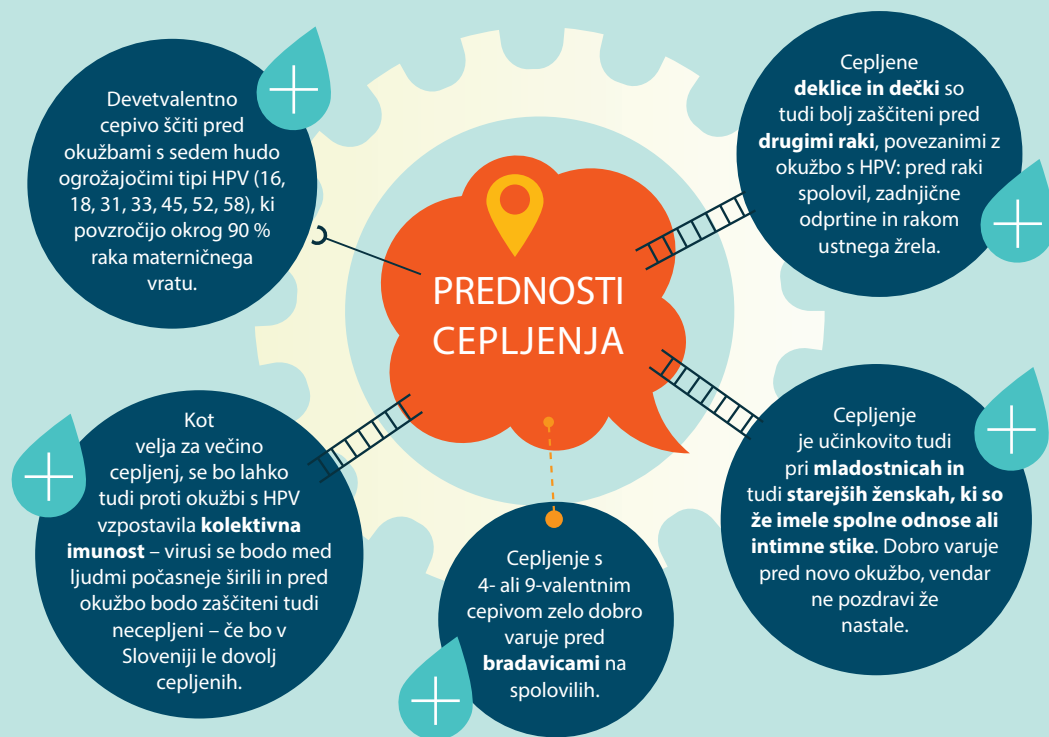 Devetvalentno
cepivo ščiti pred
okužbami s sedem hudo
ogrožajočimi tipi HPV (16,
18, 31, 33, 45, 52, 58), ki
povzročijo okrog 90 %
raka materničnega
vratu.
Cepljene
deklice in dečki so
tudi bolj zaščiteni pred
drugimi raki, povezanimi z
okužbo s HPV: pred raki
spolovil, zadnjične
odprtine in rakom
ustnega žrela.
PREDNOSTI
CEPLJENJA
Kot
velja za večino
cepljenj, se bo lahko
tudi proti okužbi s HPV
vzpostavila kolektivna
imunost – virusi se bodo med
ljudmi počasneje širili in pred
okužbo bodo zaščiteni tudi
necepljeni – če bo v
Sloveniji le dovolj
cepljenih.
Cepljenje s
4- ali 9-valentnim
cepivom zelo dobro
varuje pred
bradavicami na
spolovilih.
Cepljenje
je učinkovito tudi
pri mladostnicah in
tudi starejših ženskah, ki so
že imele spolne odnose ali
intimne stike. Dobro varuje
pred novo okužbo, vendar
ne pozdravi že
nastale.